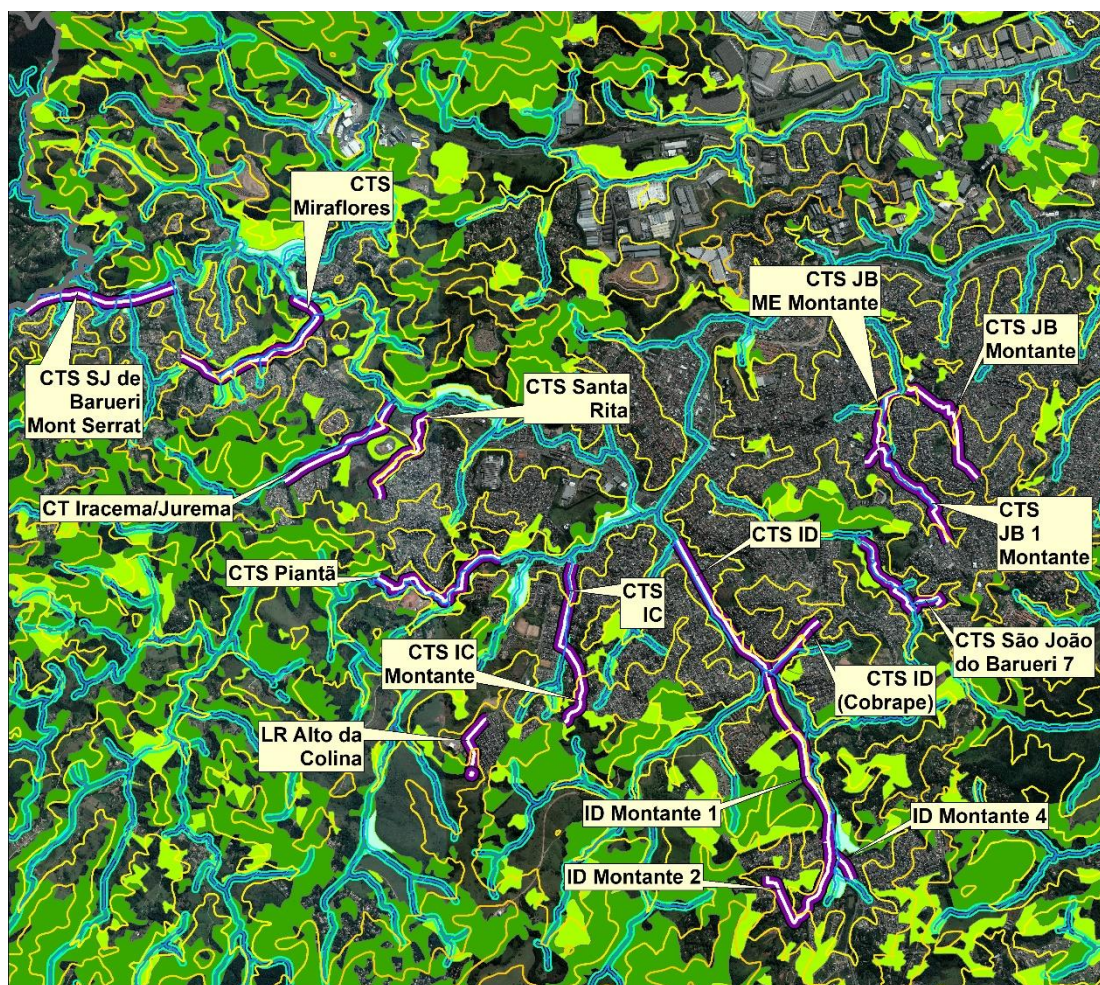 CTS
Miraflores
CTS JB
ME Montante
CTS JB
Montante
CTS SJ de
Barueri
Mont Serrat
CTS Santa
Rita
CT Iracema/Jurema
CTS
JB 1
Montante
CTS ID
CTS Piantã
CTS
IC
CTS São João
do Barueri 7
CTS IC
Montante
CTS ID
(Cobrape)
LR Alto da
Colina
ID Montante 1
ID Montante 4
ID Montante 2